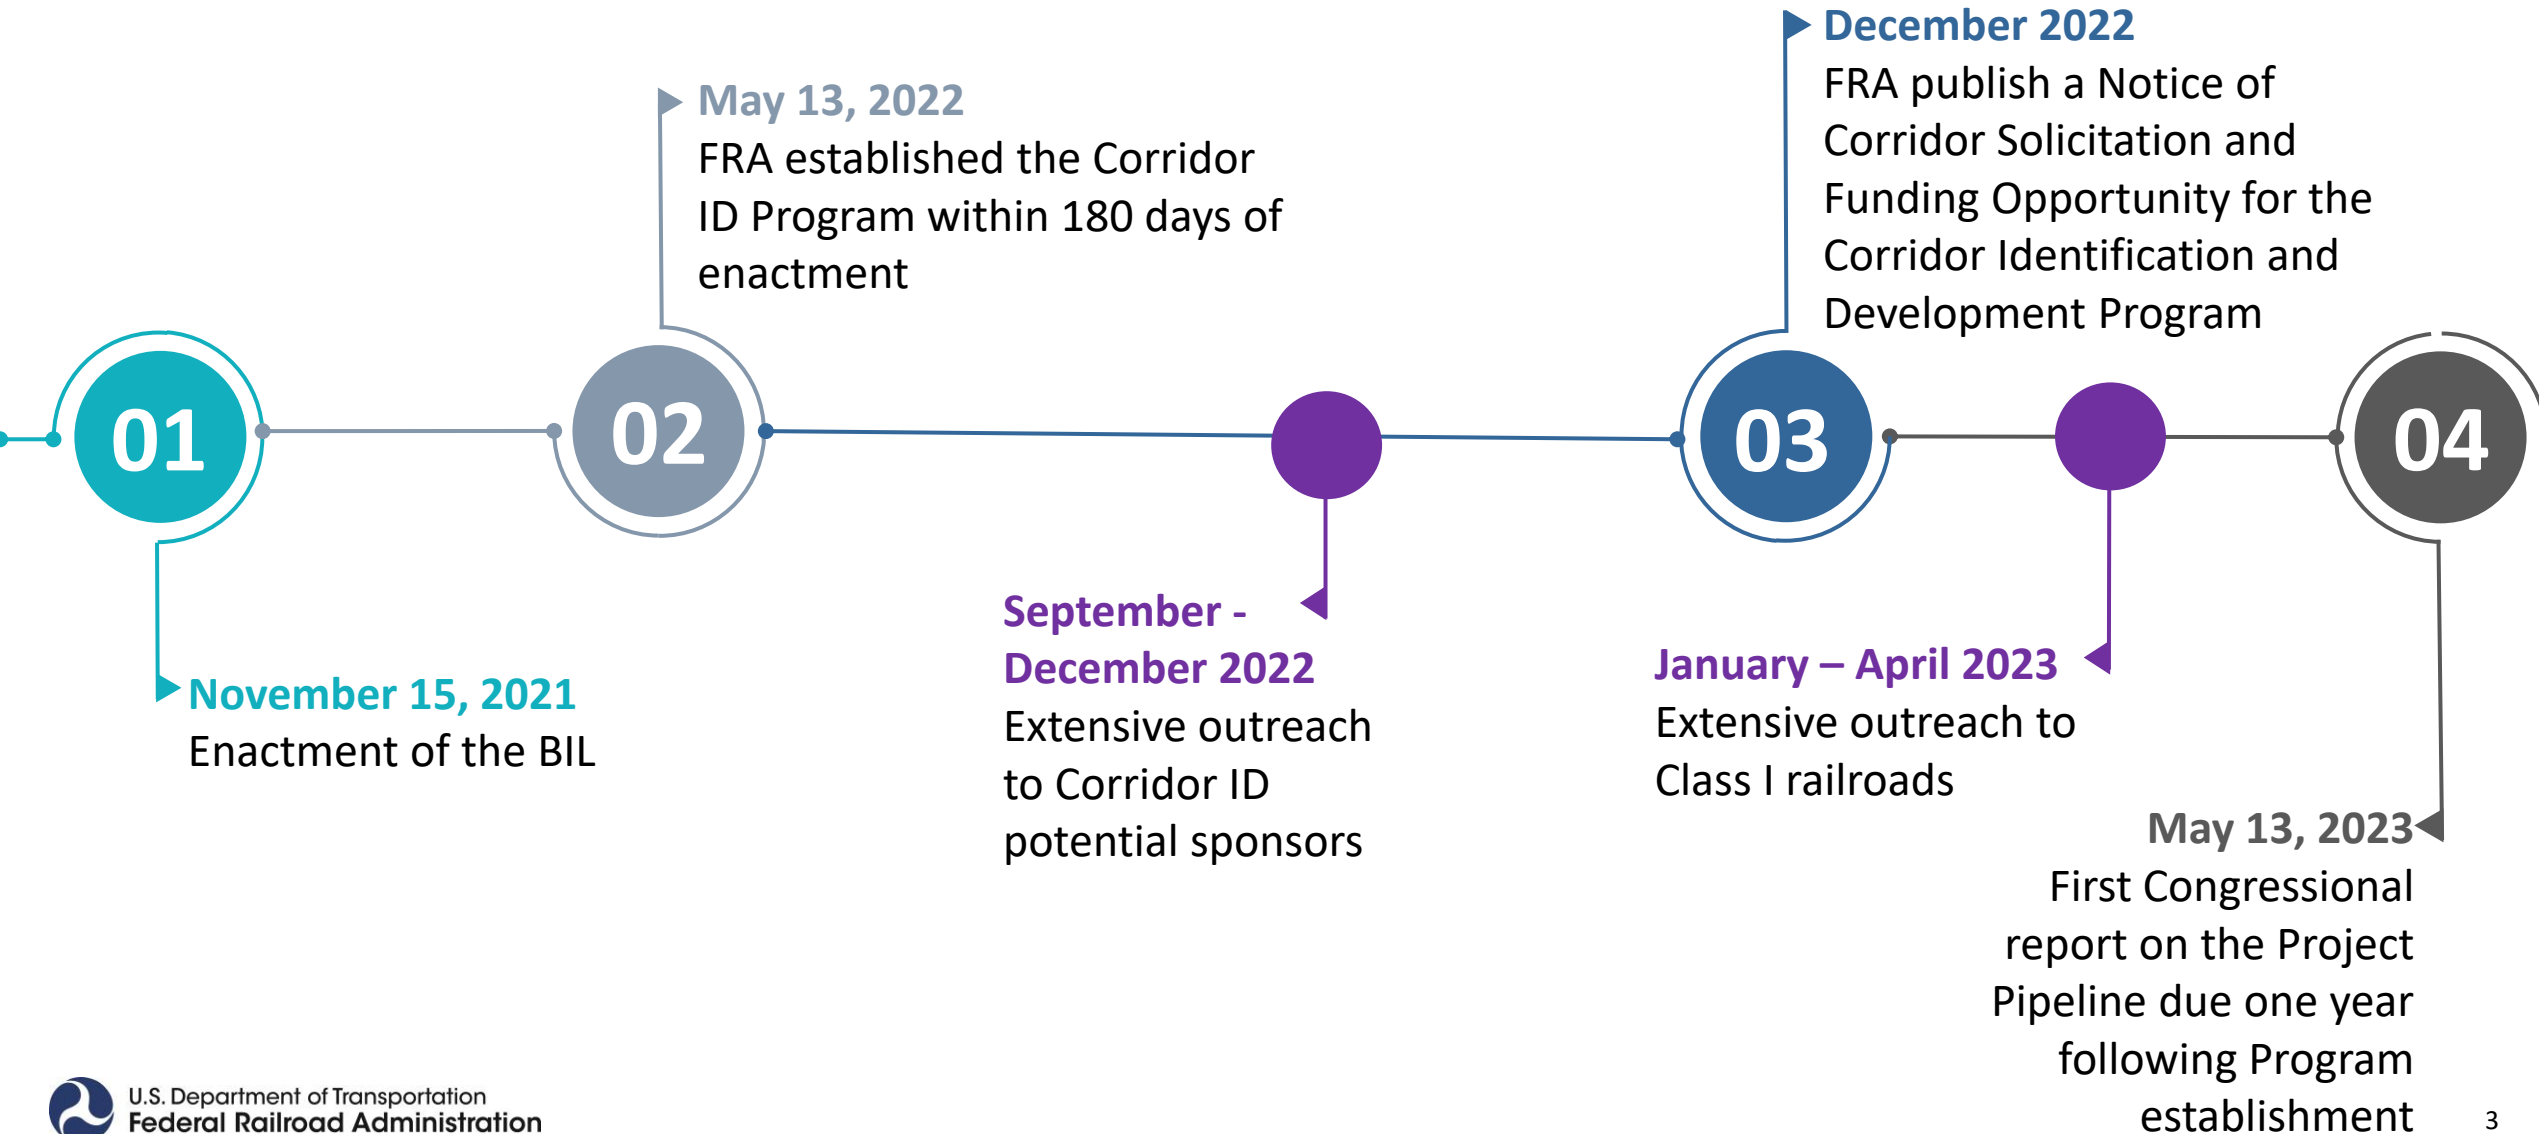 01
November 15, 2021
Enactment of the BIL
02
May 13, 2022
FRA established the Corridor
ID Program within 180 days of
enactment
September -
December 2022
Extensive outreach
to Corridor ID
potential sponsors
03
December 2022
FRA publish a Notice of
Corridor Solicitation and
Funding Opportunity for the
Corridor Identification and
Development Program
January – April 2023
Extensive outreach to
Class I railroads
04
May 13, 2023
First Congressional
report on the Project
Pipeline due one year
following Program
establishment
U.S. Department of Transportation
Federal Railroad Administration
3